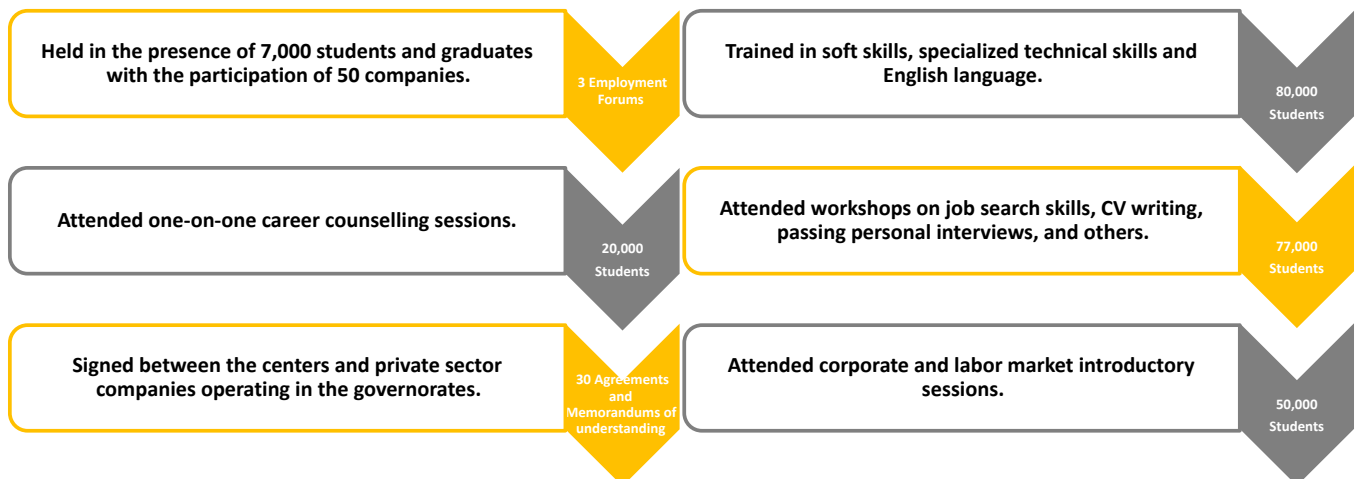 Held in the presence of 7,000 students and graduates
with the participation of 50 companies.
3 Employment
Forums
Trained in soft skills, specialized technical skills and
English language.
80,000
Students
Attended one-on-one career counselling sessions.
20,000
Students
Attended workshops on job search skills, CV writing,
passing personal interviews, and others.
77,000
Students
Signed between the centers and private sector
companies operating in the governorates.
30 Agreements
and
Memorandums of
understanding
Attended corporate and labor market introductory
sessions.
50,000
Students